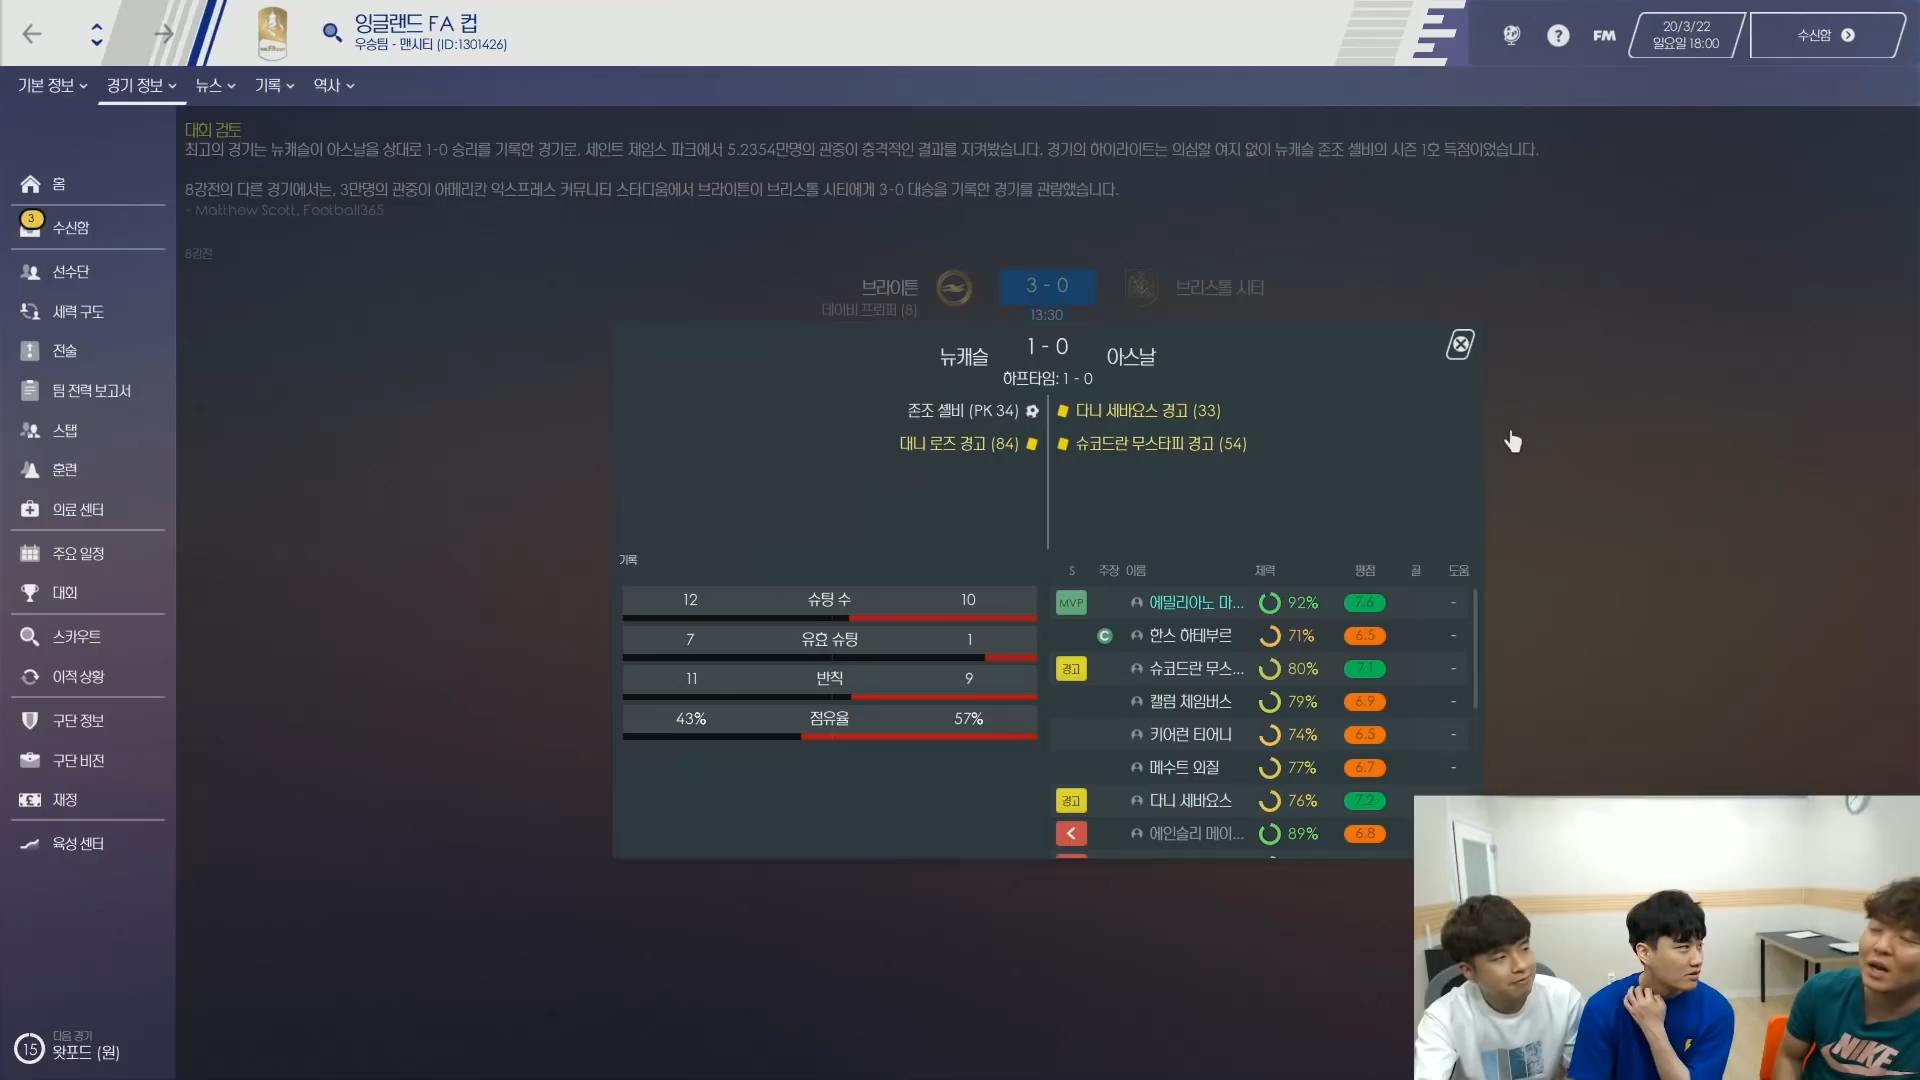 잉글랜드 FA 컵
우승팀 - 맨시티 (ID:1301426)
FM
20/3/22
일요일 18:00
수신함
기본 정보
경기 정보
뉴스
기록
역사
대회 검토
최고의 경기는 뉴캐슬이 아스날을 상대로 1-0 승리를 기록한 경기로, 세인트 제임스 파크에서 5.2354만명의 관중이 충격적인 결과를 지켜봤습니다. 경기의 하이라이트는 의심할 여지 없이 뉴캐슬 존조 셸비의 시즌 1호 득점이었습니다.
8강전의 다른 경기에서는, 3만명의 관중이 아메리칸 익스프레스 커뮤니티 스타디움에서 브라이튼이 브리스톨 시티에게 3-0 대승을 기록한 경기를 관람했습니다.
- Matthew Scott, Football365
8강전
홈
3
수신함
선수단
세력 구도
전술
팀 전력 보고서
스탭
훈련
의료 센터
주요 일정
대회
스카우트
이적 상황
구단 정보
구단 비전
재정
육성 센터
15
다음 경기
왓포드 (원)
브라이튼
3 - 0
브리스톨 시티
데이비 프뢰퍼 (8)
13:30
뉴캐슬
1 - 0
아스날
하프타임: 1 - 0
존조 셸비 (PK 34)
다니 세바요스 경고 (33)
대니 로즈 경고 (84)
슈코드란 무스타피 경고 (54)
기록
12 슈팅 수 10
7 유효 슈팅 1
11 반칙 9
43% 점유율 57%
S 주장 이름 체력 평점 골 도움
MVP 에밀리아노 마... 92% 7.6 -
C 한스 하테부르 71% 6.5 -
경고 슈코드란 무스... 80% 7.1 -
캘럼 체임버스 79% 6.9 -
키어런 티어니 74% 6.5 -
메수트 외질 77% 6.7 -
경고 다니 세바요스 76% 7.2
에인슬리 메이... 89% 6.8
NIKE